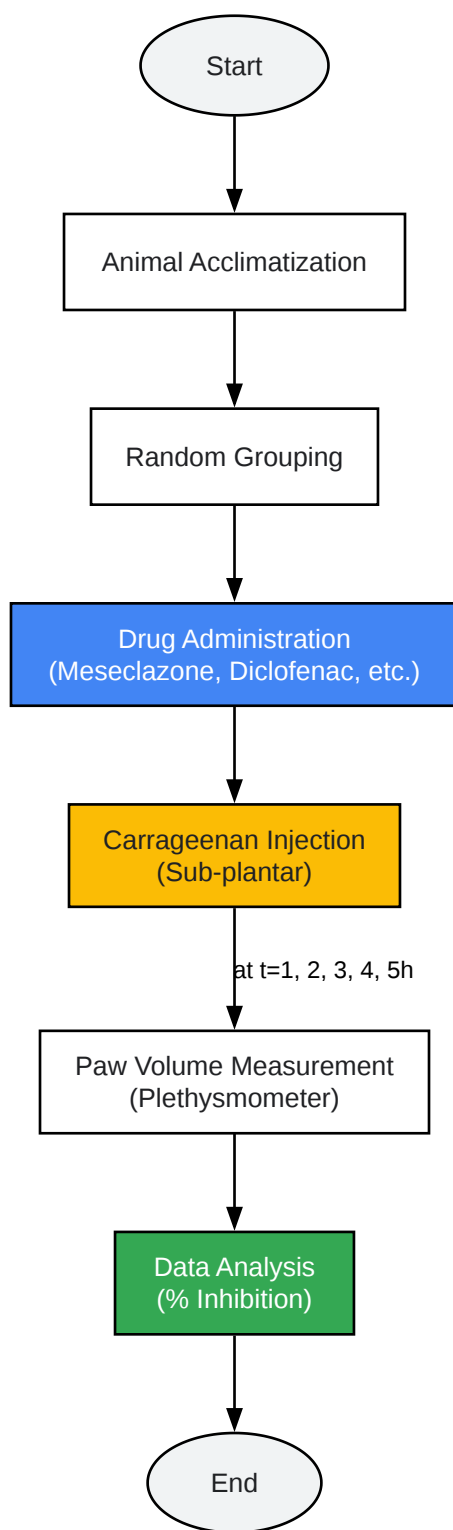 Start
Animal Acclimatization
Random Grouping
Drug Administration
(Meseclazone, Diclofenac, etc.)
Carrageenan Injection
(Sub-plantar)
at t=1, 2, 3, 4, 5h
Paw Volume Measurement
(Plethysmometer)
Data Analysis
(% Inhibition)
End